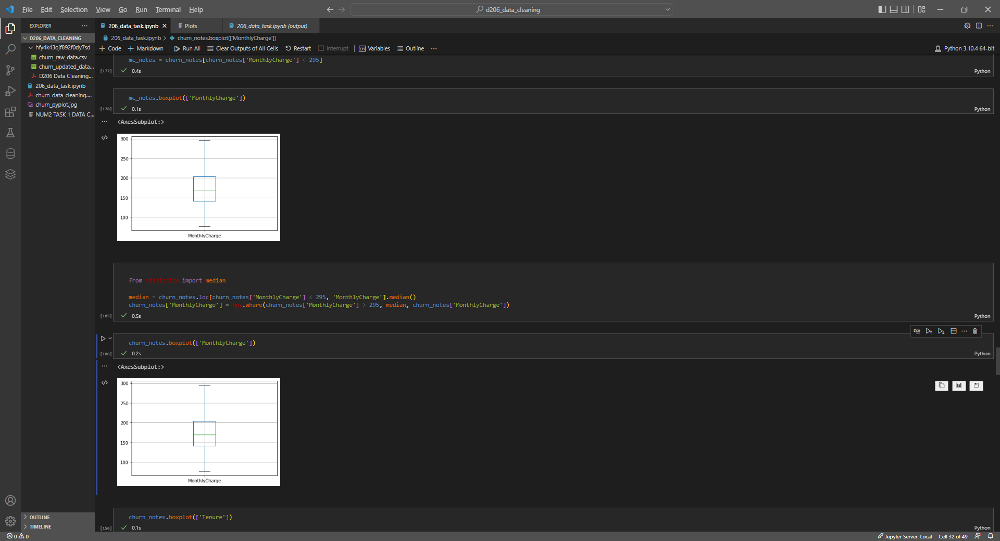 File Edit Selection View Go Run Terminal Help
d206_data_cleaning
EXPLORER
206_data_task.ipynb
Plots
206_data_task.ipynb (output)
D206_DATA_CLEANING
206_data_task.ipynb > churn_notes.boxplot(['MonthlyCharge'])
hfy4k43ojf892f0dy7sd
churn_raw_data.csv
churn_updated_data...
D206 Data Cleaning...
206_data_task.ipynb
churn_data_cleaning....
churn_pyplot.jpg
NUM2 TASK 1 DATA C...
Code Markdown Run All Clear Outputs of All Cells Restart Interrupt Variables Outline ...
Python 3.10.4 64-bit
mc_notes = churn_notes[churn_notes['MonthlyCharge'] < 295]
[177] 0.4s Python
mc_notes.boxplot(['MonthlyCharge'])
[178] 0.1s Python
<AxesSubplot:>
300
250
200
150
100
MonthlyCharge
from statistics import median
median = churn_notes.loc[churn_notes['MonthlyCharge'] < 295, 'MonthlyCharge'].median()
churn_notes['MonthlyCharge'] = npy.where(churn_notes['MonthlyCharge'] > 295, median, churn_notes['MonthlyCharge'])
[185] 0.5s Python
churn_notes.boxplot(['MonthlyCharge'])
[186] 0.2s Python
<AxesSubplot:>
300
250
200
150
100
MonthlyCharge
churn_notes.boxplot(['Tenure'])
[156] 0.1s Python
OUTLINE
TIMELINE
0 0
Jupyter Server: Local Cell 32 of 49